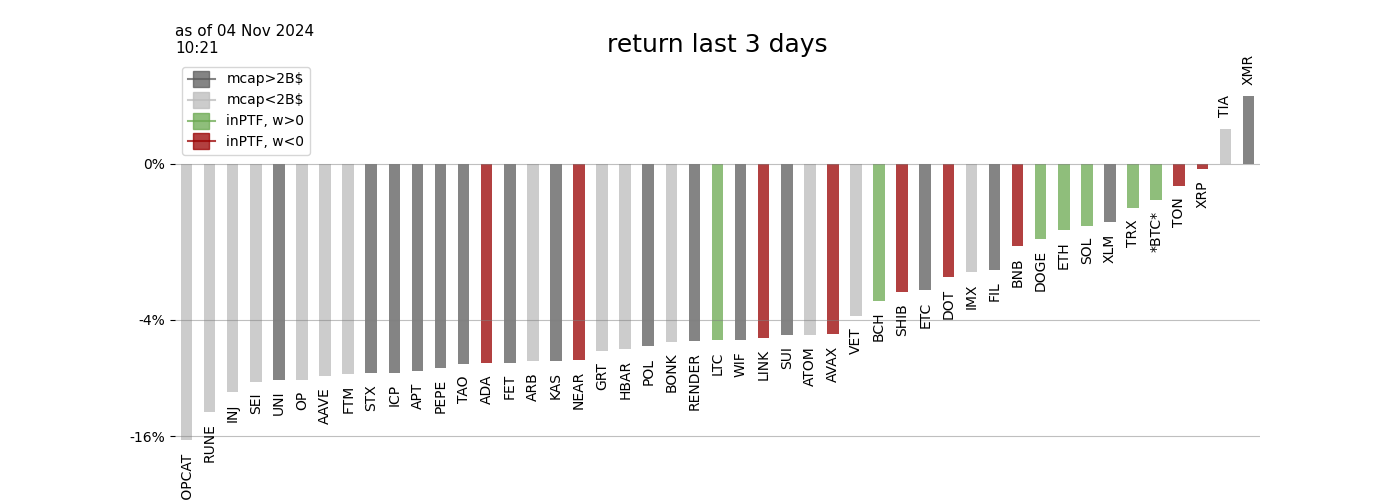 as of 04 Nov 2024
10:21
return last 3 days
mcap>2B$
mcap<2B$
inPTF, w>0
inPTF, w<0
0%
-4%
-16%
OPCAT
RUNE
INJ
SEI
UNI
OP
AAVE
FTM
STX
ICP
APT
PEPE
TAO
ADA
FET
ARB
KAS
NEAR
GRT
HBAR
POL
BONK
RENDER
LTC
WIF
LINK
SUI
ATOM
AVAX
VET
BCH
SHIB
ETC
DOT
IMX
FIL
BNB
DOGE
ETH
SOL
XLM
TRX
*BTC*
TON
XRP
TIA
XMR